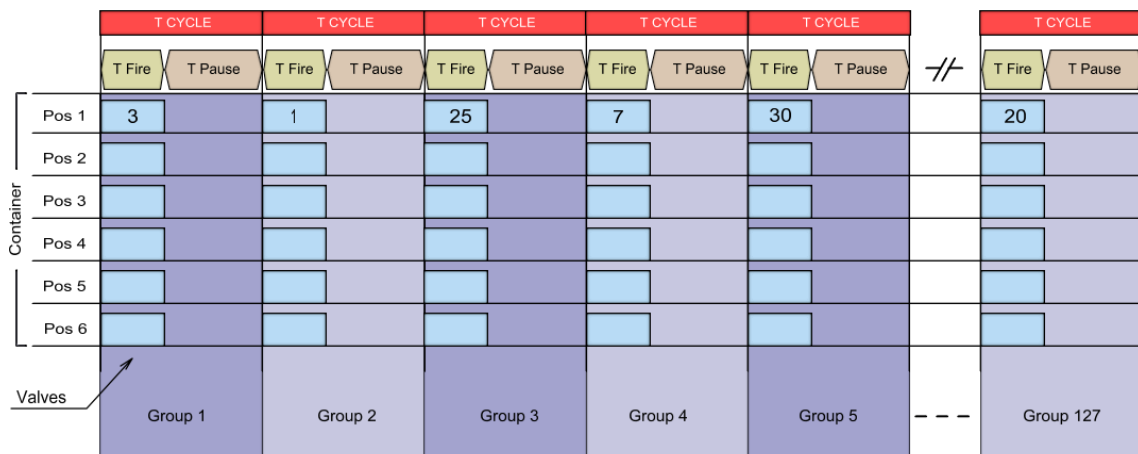 T CYCLE T CYCLE T CYCLE T CYCLE T CYCLE T CYCLE
T Fire T Pause T Fire T Pause T Fire T Pause T Fire T Pause T Fire T Pause T Fire T Pause
Pos 1 3 1 25 7 30 20
Pos 2
Pos 3
Pos 4
Pos 5
Pos 6
Container
Valves
Group 1 Group 2 Group 3 Group 4 Group 5 Group 127